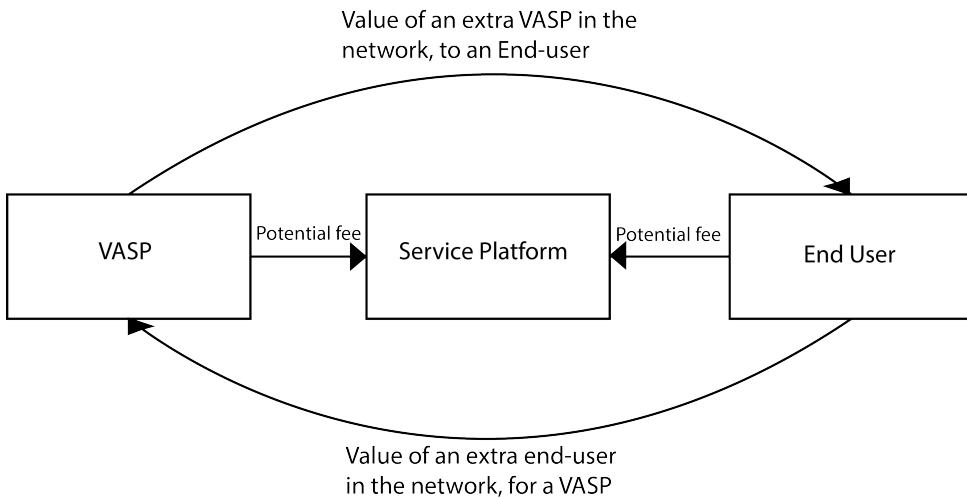 Value of an extra VASP in the
network, to an End-user
Potential fee
Potential fee
VASP
Service Platform
End User
Value of an extra end-user
in the network, for a VASP